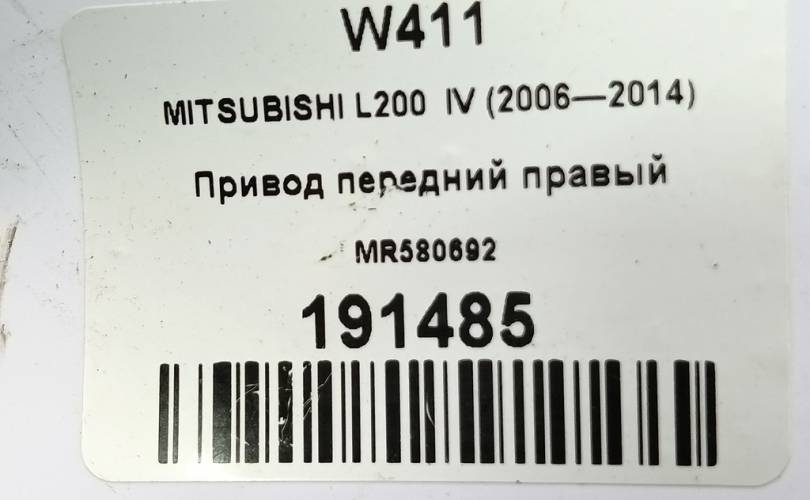 W411
MITSUBISHI L200 IV (2006—2014)
Привод передний правый
MR580692
191485